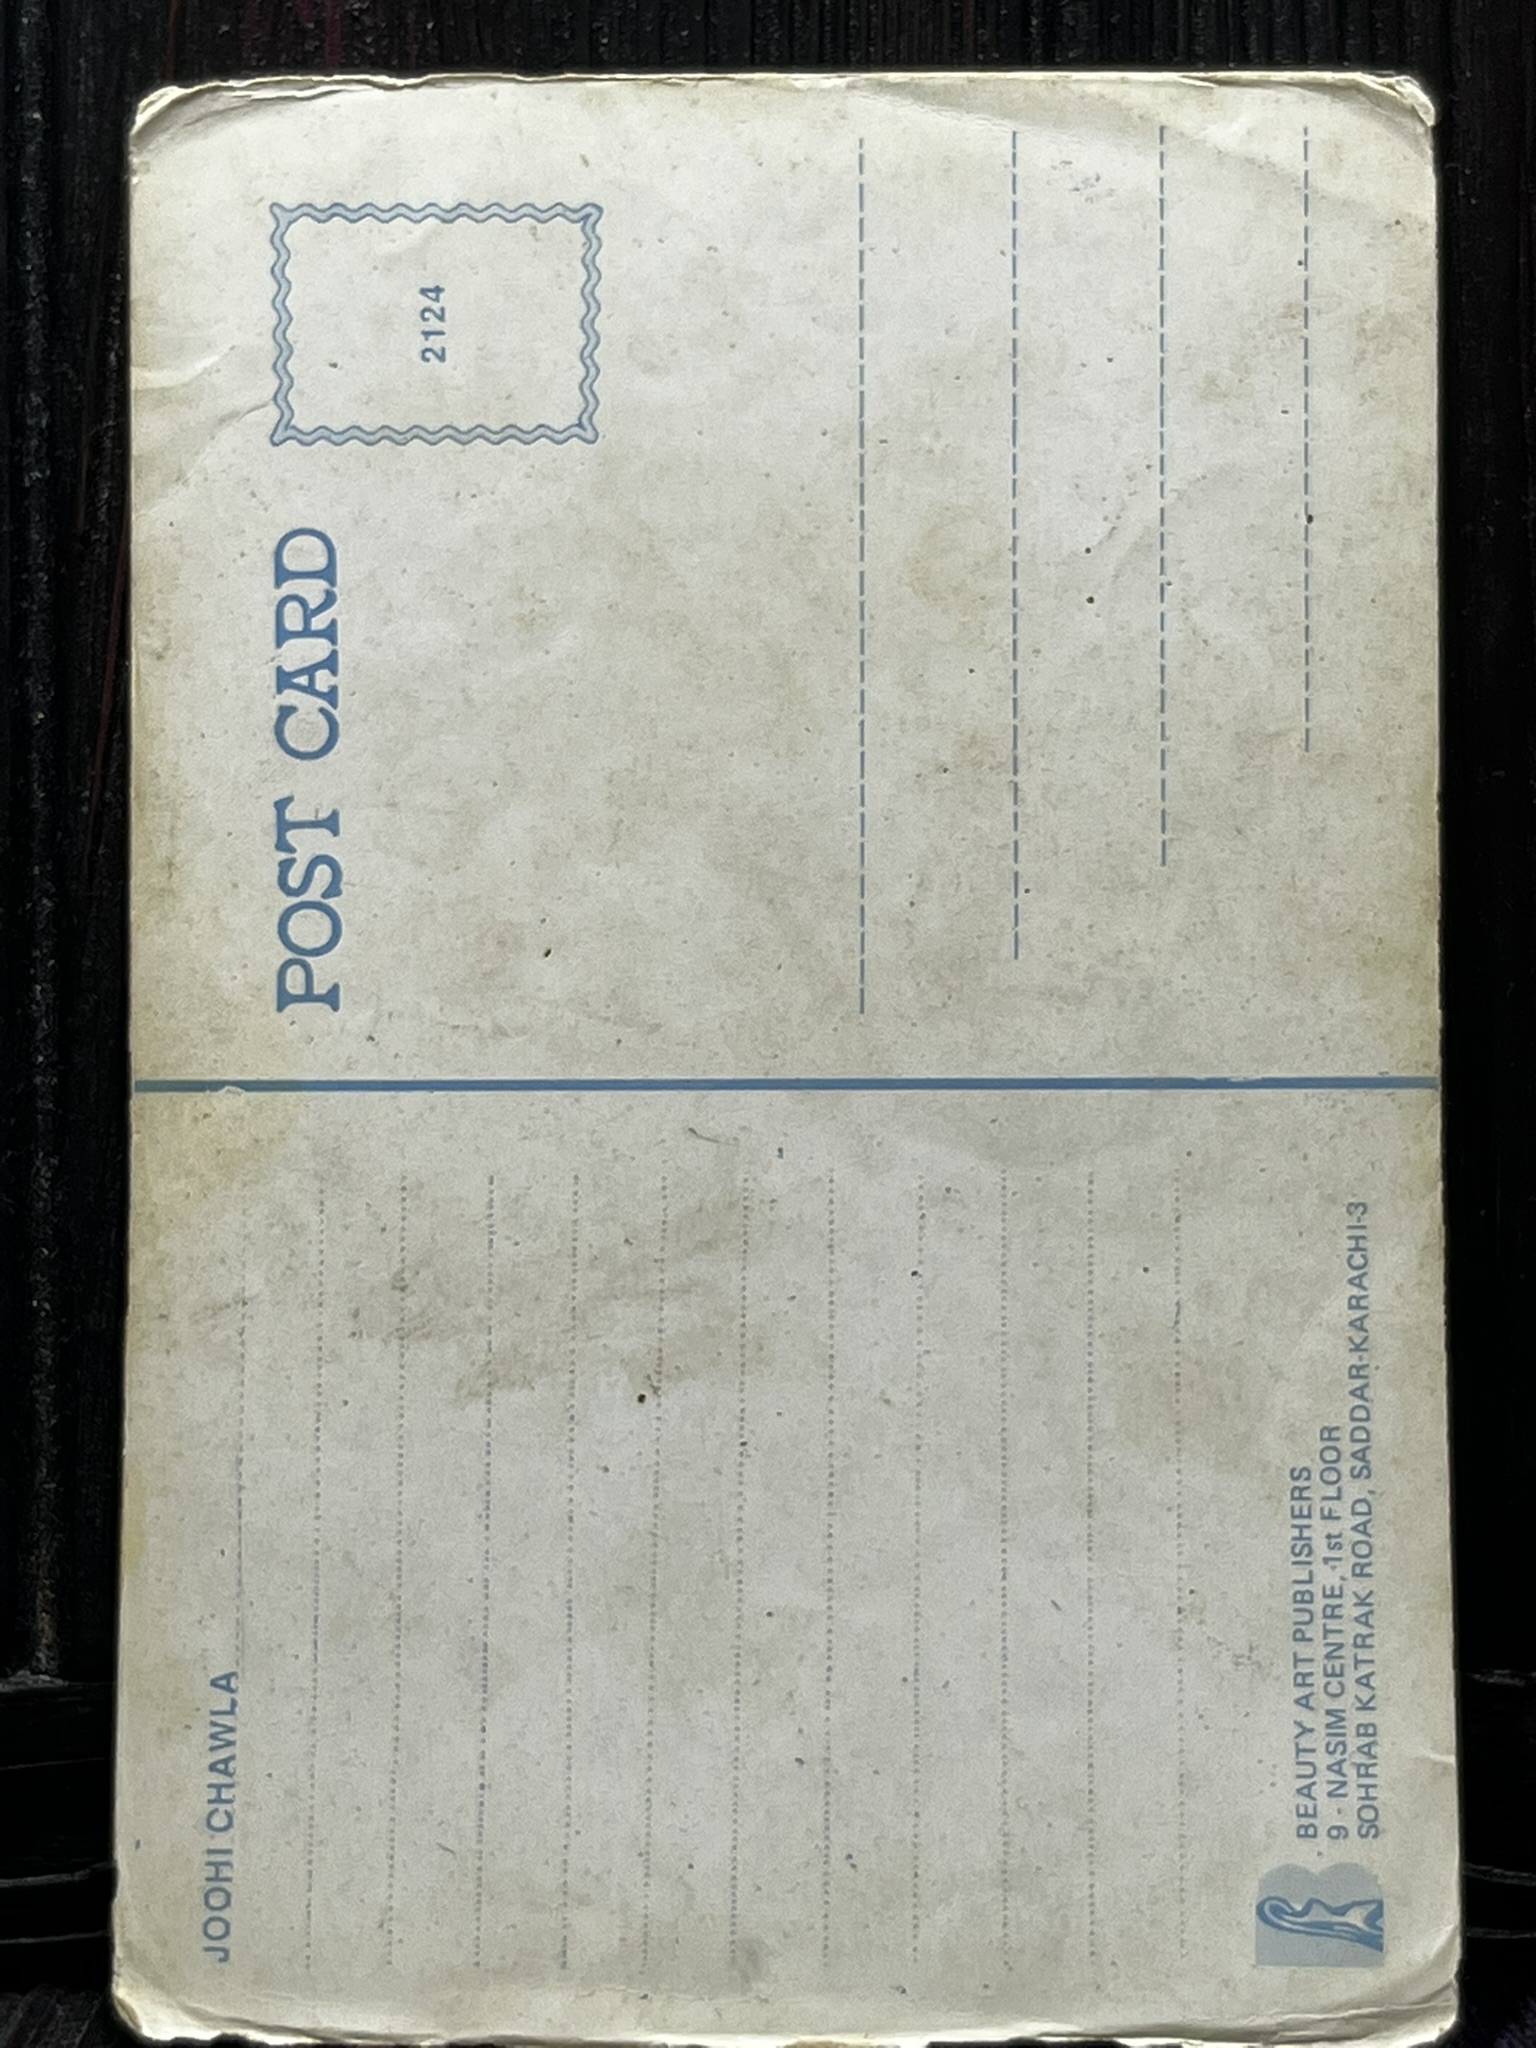 JOOHI CHAWLA
BEAUTY ART PUBLISHERS
9 - NASIM CENTRE, 1st FLOOR
SOHRAB KATRAK ROAD, SADDAR-KARACHI-3
POST CARD
2124